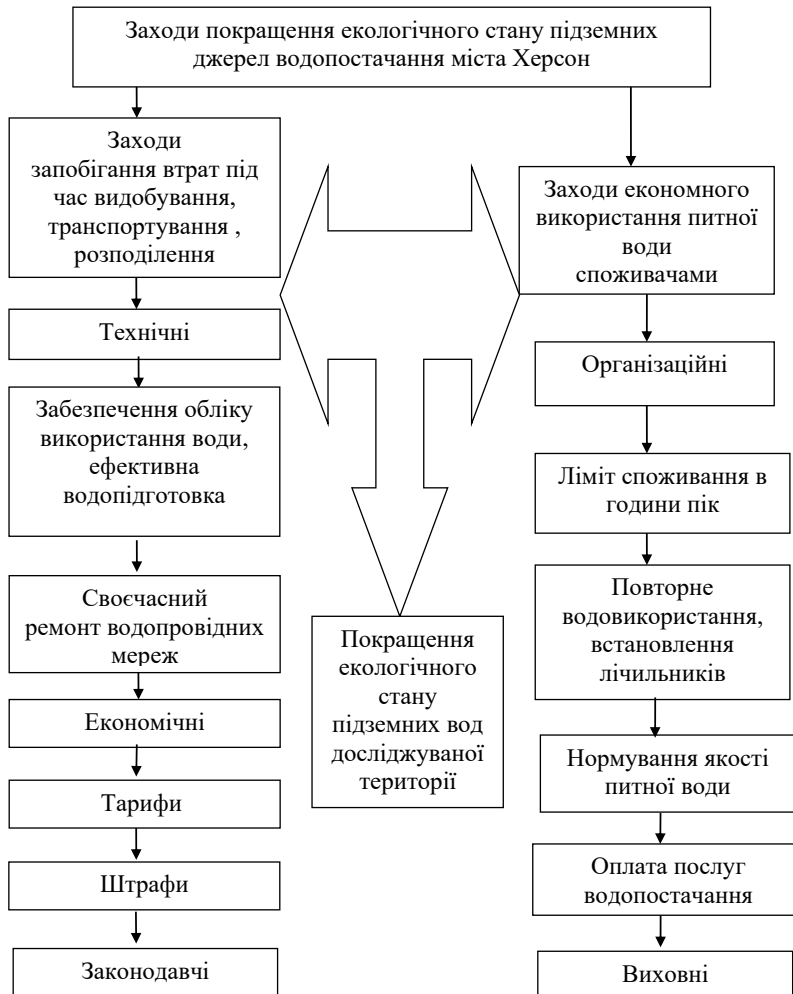 Заходи покращення екологічного стану підземних
джерел водопостачання міста Херсон
Заходи
запобігання втрат під
час видобування,
транспортування ,
розподілення
Технічні
Забезпечення обліку
використання води,
ефективна
водопідготовка
Своєчасний
ремонт водопровідних
мереж
Економічні
Тарифи
Штрафи
Законодавчі
Покращення
екологічного
стану
підземних вод
досліджуваної
території
Заходи економного
використання питної
води
споживачами
Організаційні
Ліміт споживання в
години пік
Повторне
водовикористання,
встановлення
лічильників
Нормування якості
питної води
Оплата послуг
водопостачання
Виховні